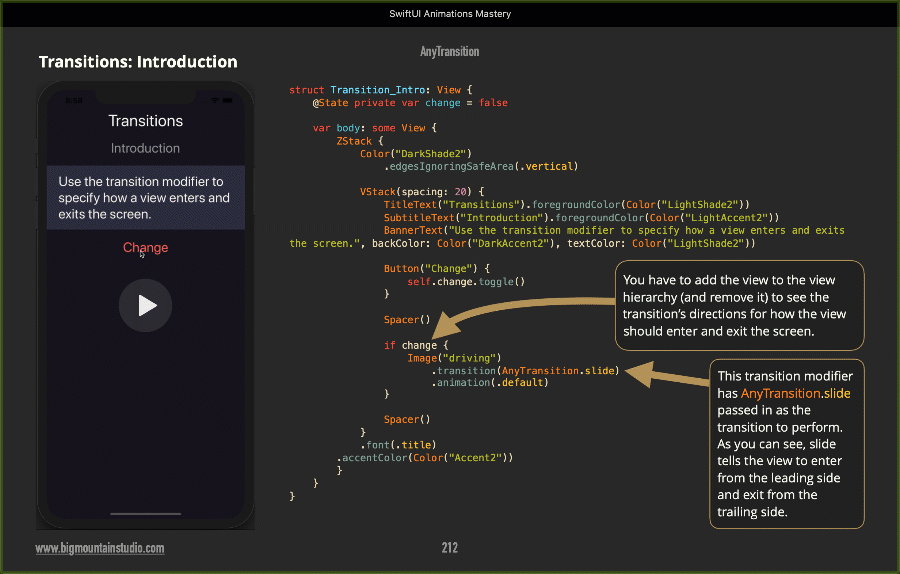 SwiftUI Animations Mastery
AnyTransition
Transitions: Introduction
Transitions
Introduction
Use the transition modifier to
specify how a view enters and
exits the screen.
Change
struct Transition_Intro: View {
@State private var change = false
var body: some View {
ZStack {
Color("DarkShade2")
.edgesIgnoringSafeArea(.vertical)
VStack(spacing: 20) {
TitleText("Transitions").foregroundColor(Color("LightShade2"))
SubtitleText("Introduction").foregroundColor(Color("LightAccent2"))
BannerText("Use the transition modifier to specify how a view enters and exits
the screen.", backColor: Color("DarkAccent2"), textColor: Color("LightShade2"))
Button("Change") {
self.change.toggle()
}
Spacer()
if change {
Image("driving")
.transition(AnyTransition.slide)
.animation(.default)
}
Spacer()
}
.font(.title)
.accentColor(Color("Accent2"))
}
}
}
You have to add the view to the view
hierarchy (and remove it) to see the
transition's directions for how the view
should enter and exit the screen.
This transition modifier
has AnyTransition.slide
passed in as the
transition to perform.
As you can see, slide
tells the view to enter
from the leading side
and exit from the
trailing side.
www.bigmountainstudio.com
212